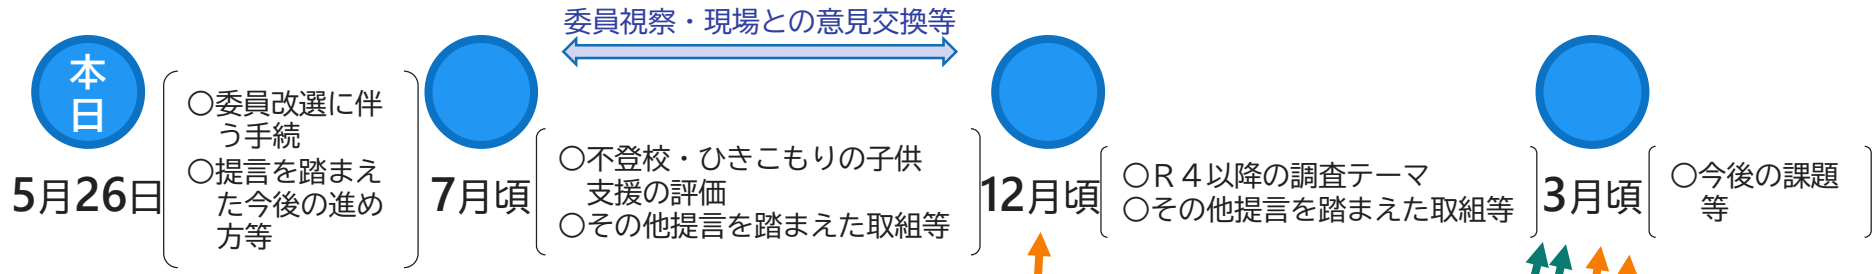 委員視察・現場との意見交換等
本
日
5月26日
○委員改選に伴
う手続
○提言を踏まえ
た今後の進め
方等
7月頃
○不登校・ひきこもりの子供
支援の評価
○その他提言を踏まえた取組等
12月頃
○Ｒ４以降の調査テーマ
○その他提言を踏まえた取組等
3月頃
○今後の課題
等